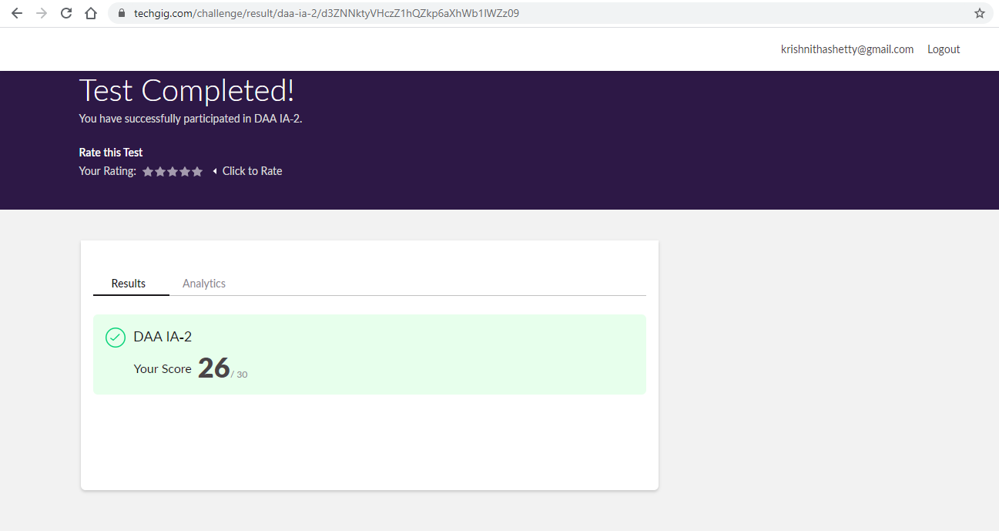 techgig.com/challenge/result/daa-ia-2/d3ZNNktyVHczZ1hQZkp6aXhWb1lWZz09
krishnithashetty@gmail.com Logout
Test Completed!
You have successfully participated in DAA IA-2.
Rate this Test
Your Rating: Click to Rate
Results Analytics
DAA IA-2
Your Score 26 / 30